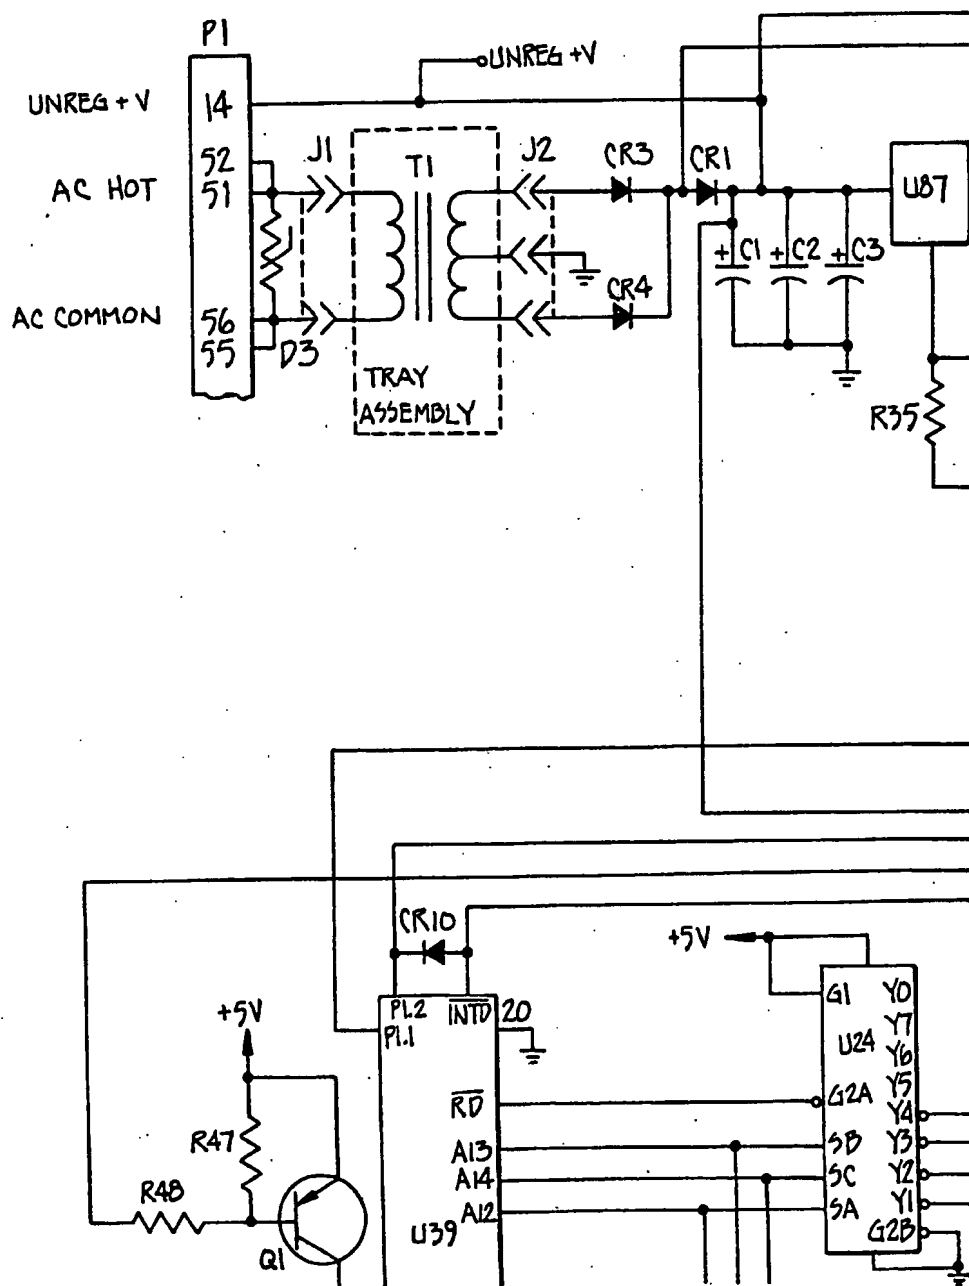 P1
UNREG +V
UNREG + V 14
52
AC HOT 51
J1
T1
J2
CR3 CR1
U87
+ C1 + C2 + C3
CR4
AC COMMON 56
55 D3
TRAY
ASSEMBLY
R35
CR10
+5V
P1.2 INTO 20
P1.1
G1 Y0
Y7
U24 Y6
Y5
+5V
RD G2A Y4
R47
A13 SB Y3
A14 SC Y2
R48
A12 SA Y1
U39 G2B
Q1